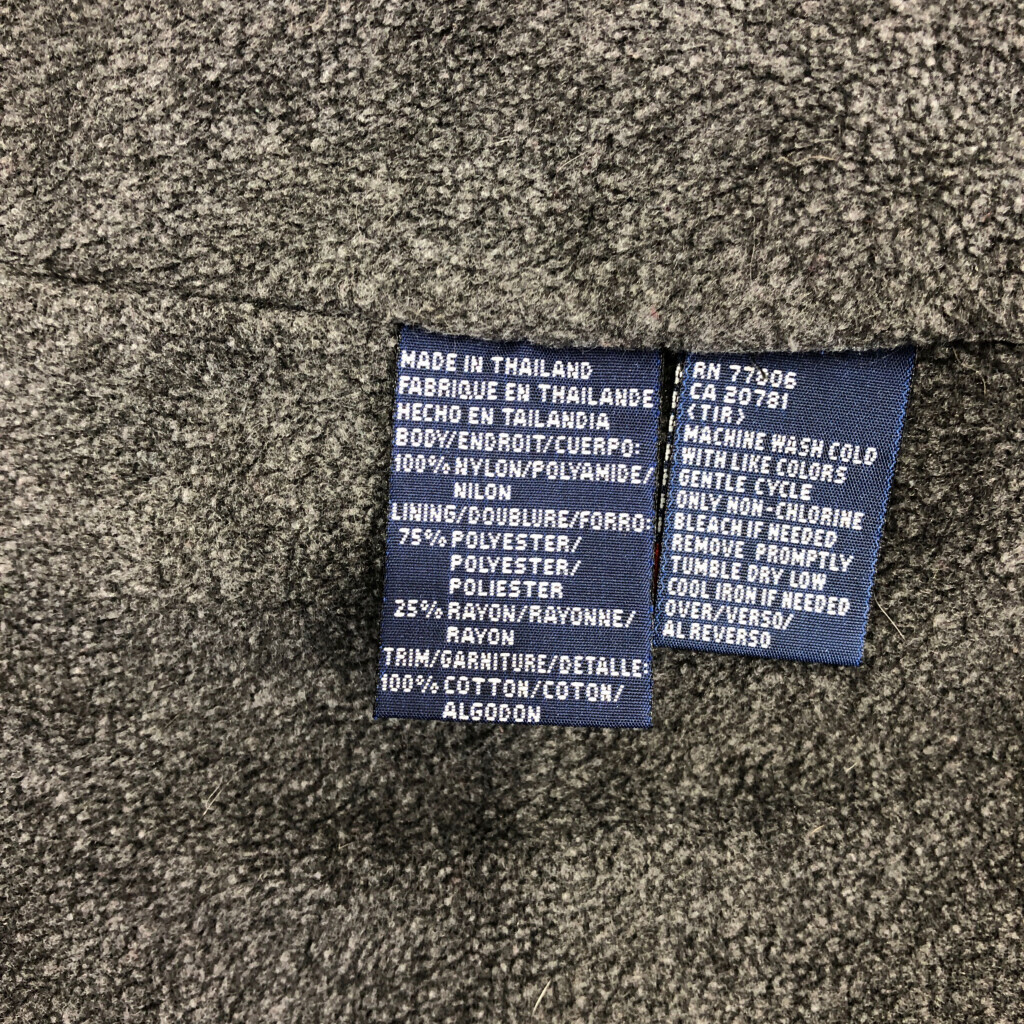 MADE IN THAILAND
FABRIQUE EN THAILANDE
HECHO EN TAILANDIA
BODY/ENDROIT/CUERPO:
100% NYLON/POLYAMIDE/
NILON
LINING/DOUBLURE/FORRO:
75% POLYESTER/
POLYESTER/
POLIESTER
25% RAYON/RAYONNE/
RAYON
TRIM/GARNITURE/DETALLE:
100% COTTON/COTON/
ALGODON
RN 77806
CA 20781
(TIR)
MACHINE WASH COLD
WITH LIKE COLORS
GENTLE CYCLE
ONLY NON-CHLORINE
BLEACH IF NEEDED
REMOVE PROMPTLY
TUMBLE DRY LOW
COOL IRON IF NEEDED
OVER/VERSO/
AL REVERSO